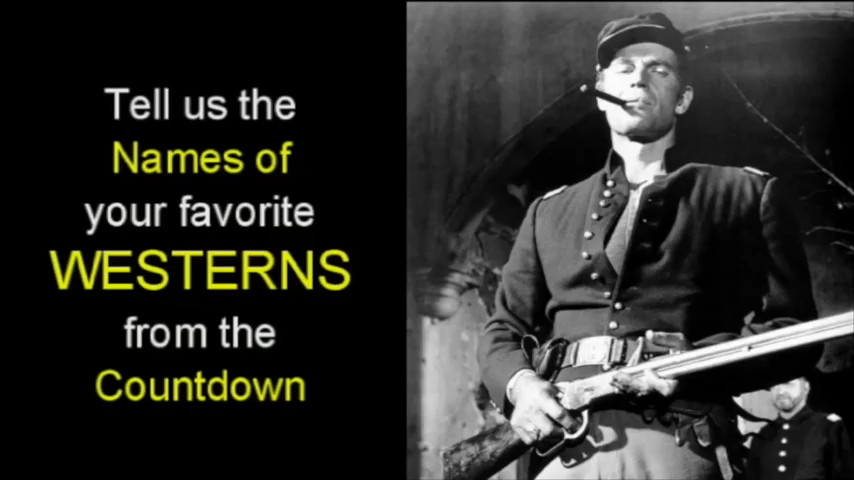 Tell us the
Names of
your favorite
WESTERNS
from the
Countdown